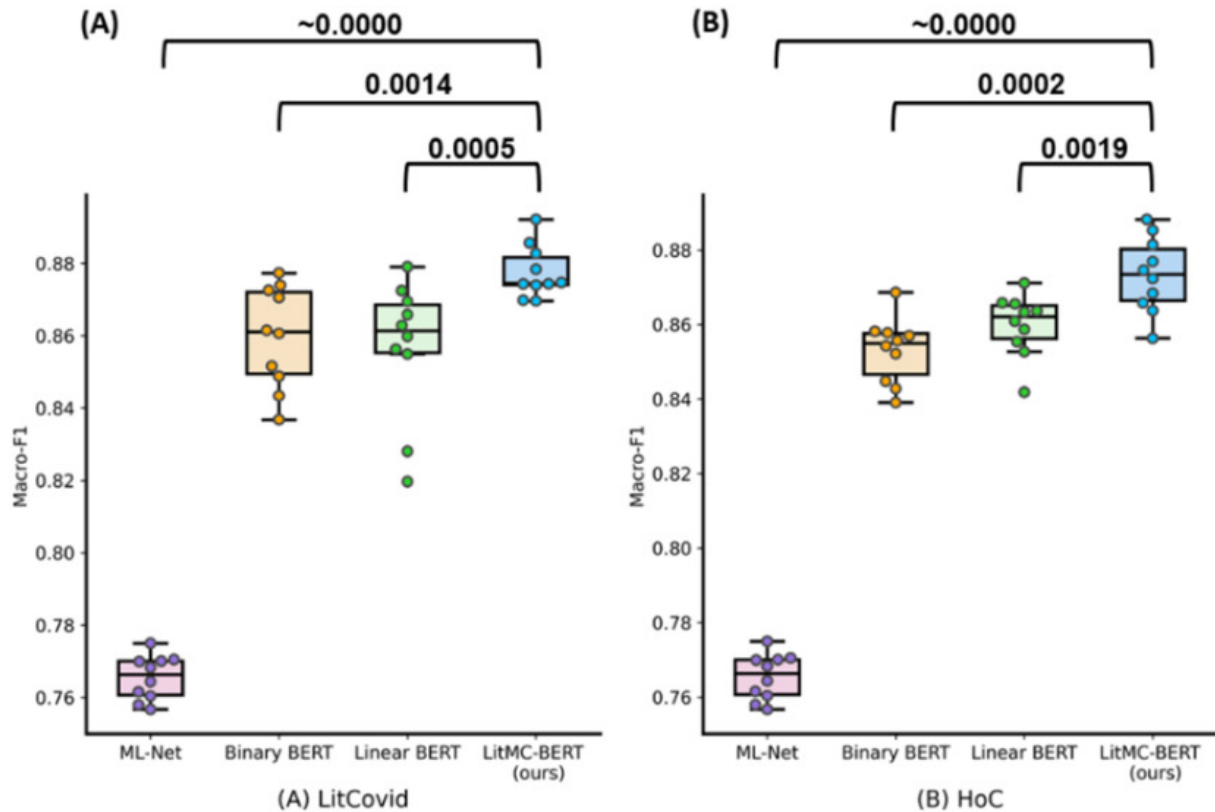 (A)
~0.0000
0.0014
0.0005
0.88
0.86
0.84
0.82
0.80
0.78
0.76
Macro-F1
ML-Net
Binary BERT
Linear BERT
LitMC-BERT
(ours)
(A) LitCovid
(B)
~0.0000
0.0002
0.0019
0.88
0.86
0.84
0.82
0.80
0.78
0.76
Macro-F1
ML-Net
Binary BERT
Linear BERT
LitMC-BERT
(ours)
(B) HoC